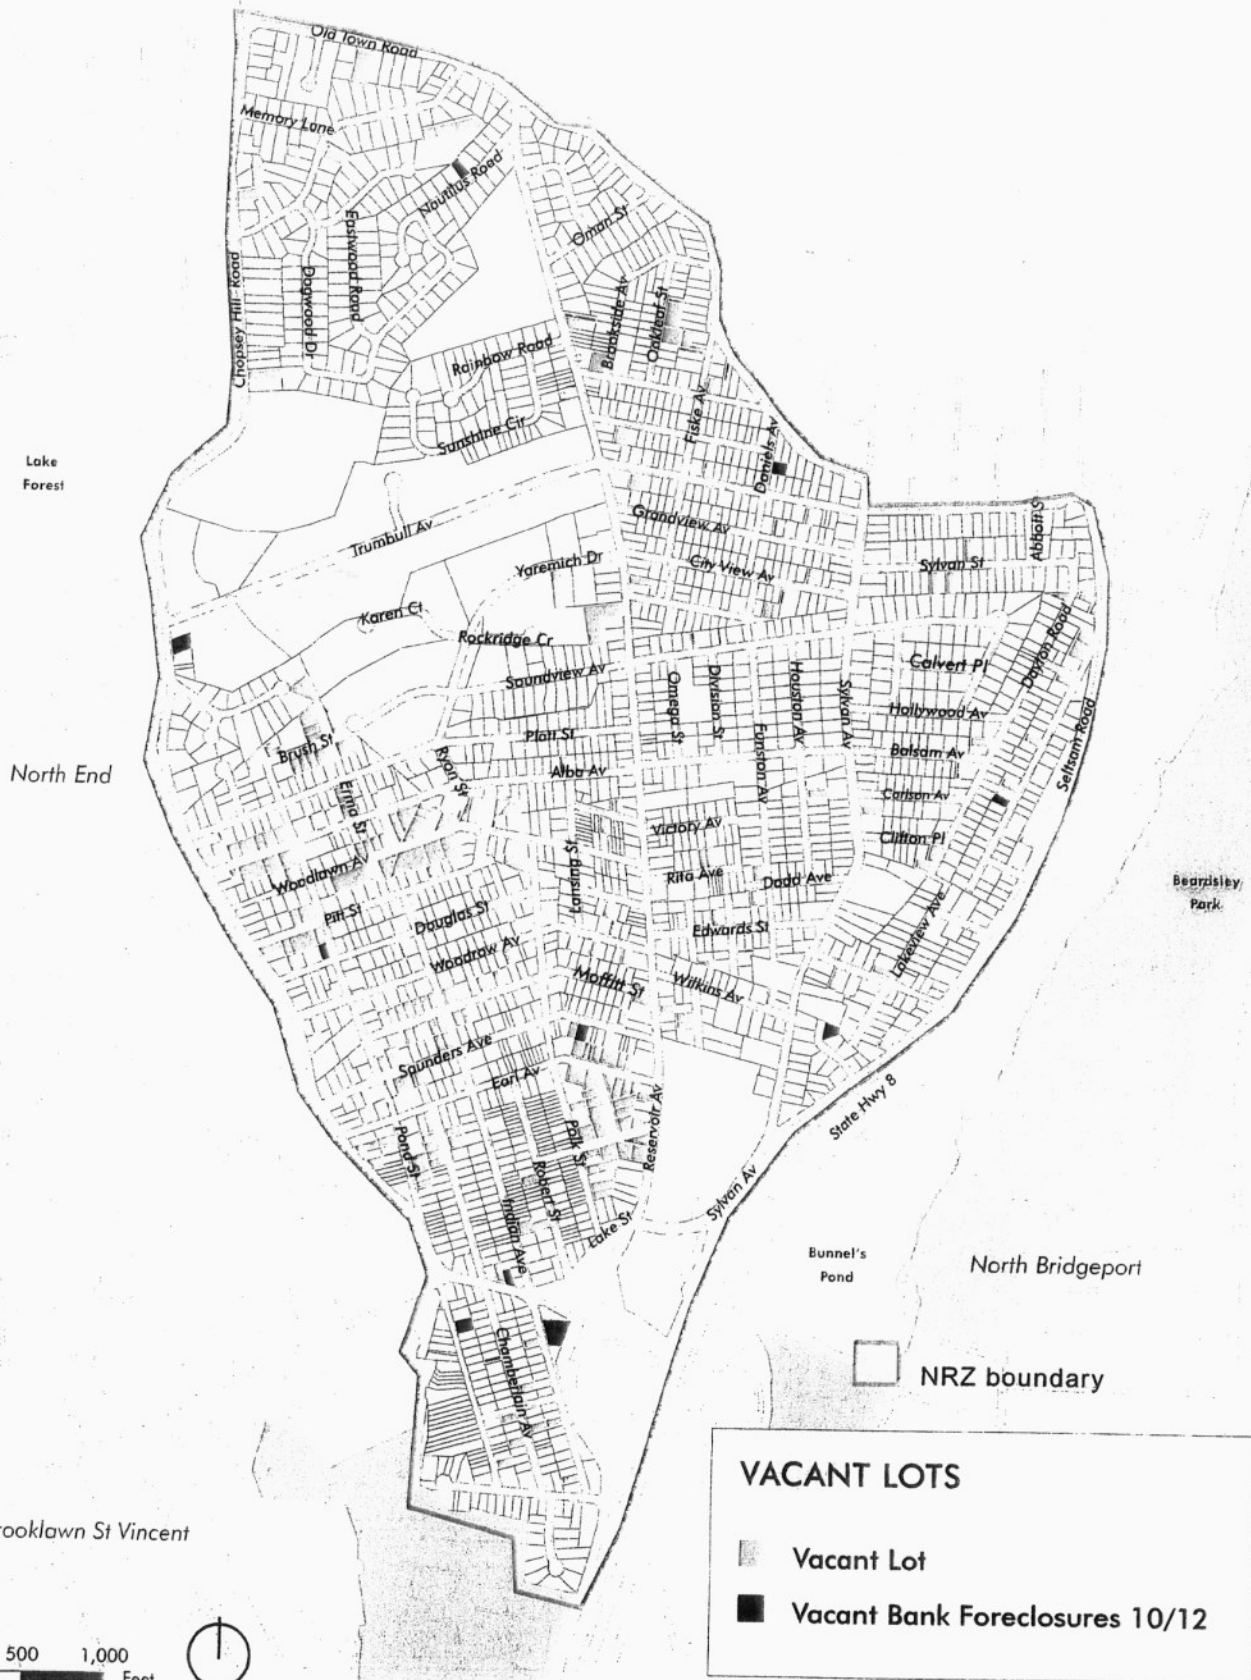 Old Town Road
Memory Lane
Nautilus Road
Oman St
Eastwood Road
Dogwood Dr
Chopsey Hill Road
Brookside Av
Oakleaf St
Rainbow Road
Sunshine Cir
Fiske Av
Daniels Av
Lake
Forest
Trumbull Av
Grandview Av
City View Av
Yaremich Dr
Sylvan St
Abbott S
Karen Ct
Rockridge Cr
Soundview Av
Calvert Pl
Daxton Road
Omega St
Division St
Houston Av
Sylvan Av
Hollywood Av
Platt St
Funston Av
Balsam Av
Seltsam Road
Brush St
Ryon St
Alba Av
North End
Erma St
Carlson Av
Victory Av
Clifton Pl
Woodlawn Av
Lansing St
Rita Ave
Dodd Ave
Beardsley
Park
Pitt St
Douglas St
Edwards St
Lakeview Ave
Woodrow Av
Moffitt St
Wilkins Av
Saunders Ave
Earl Av
State Hwy 8
Reservoir Av
Pond St
Polk St
Robert St
Indian Ave
Lake St
Sylvan Av
Bunnel's
Pond
North Bridgeport
Chamberlain Av
NRZ boundary
VACANT LOTS
Vacant Lot
Vacant Bank Foreclosures 10/12
rooklawn St Vincent
500 1,000
Feet